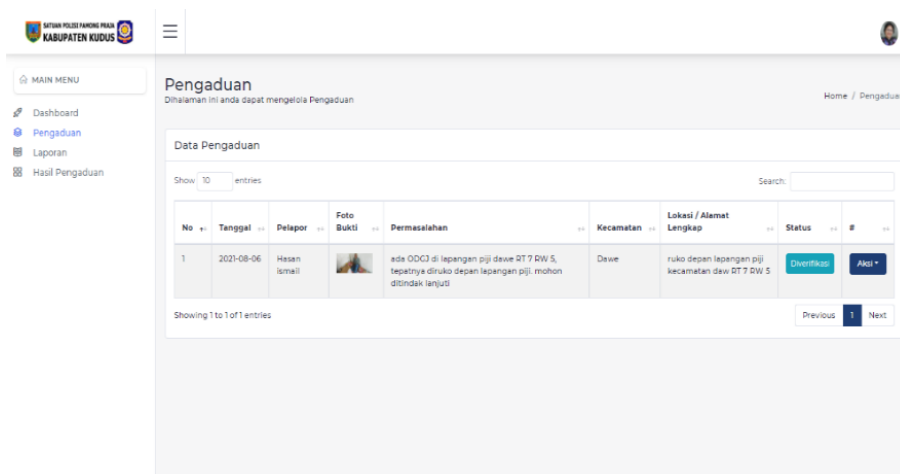 SATUAN POLISI PAMONG PRAJA
KABUPATEN KUDUS
MAIN MENU
Dashboard
Pengaduan
Laporan
Hasil Pengaduan
Pengaduan
Dihalaman ini anda dapat mengelola Pengaduan
Home / Pengadua
Data Pengaduan
Show 10 entries
Search:
No Tanggal Pelapor Foto Bukti Permasalahan Kecamatan Lokasi / Alamat Lengkap Status #
1 2021-08-06 Hasan ismail ada ODGJ di lapangan piji dawe RT 7 RW 5, Dawe ruko depan lapangan piji Diverifikasi Aksi
tepatnya diruko depan lapangan piji. mohon kecamatan daw RT 7 RW 5
ditindak lanjuti
Showing 1 to 1 of 1 entries
Previous 1 Next